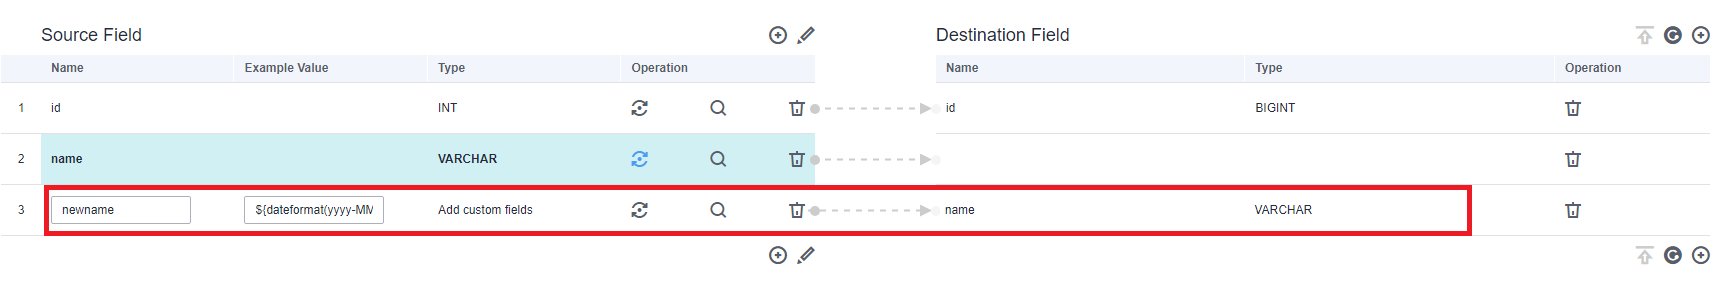 Source Field Destination Field
Name Example Value Type Operation Name Type Operation
1 id INT id BIGINT
2 name VARCHAR
3 newname ${dateformat(yyyy-MM Add custom fields name VARCHAR